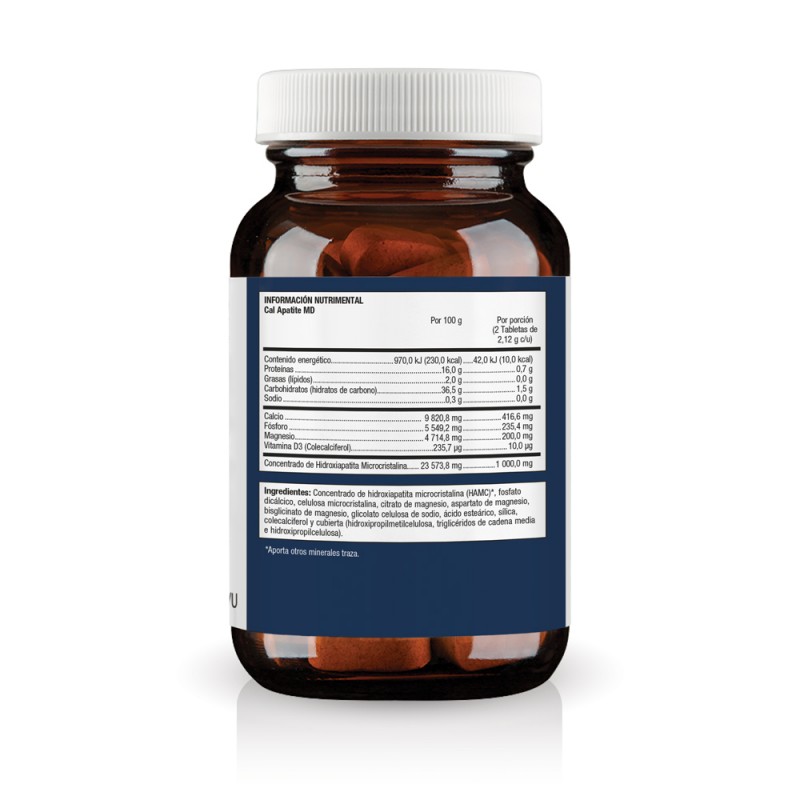 INFORMACIÓN NUTRIMENTAL
Cal Apatite MD
Por 100 g Por porción
(2 Tabletas de
2,12 g c/u)
Contenido energético 970,0 kJ (230,0 kcal) 42,0 kJ (10,0 kcal)
Proteínas 16,0 g 0,7 g
Grasas (lípidos) 2,0 g 0,0 g
Carbohidratos (hidratos de carbono) 36,5 g 1,5 g
Sodio 0,3 g 0,0 g
Calcio 9 820,8 mg 416,6 mg
Fósforo 5 549,2 mg 235,4 mg
Magnesio 4 714,8 mg 200,0 mg
Vitamina D3 (Colecalciferol) 235,7 µg 10,0 µg
Concentrado de Hidroxiapatita Microcristalina 23 573,8 mg 1 000,0 mg
Ingredientes: Concentrado de hidroxiapatita microcristalina (HAMC)*, fosfato
dicálcico, celulosa microcristalina, citrato de magnesio, aspartato de magnesio,
bisglicinato de magnesio, glicolato celulosa de sodio, ácido esteárico, sílica,
colecalciferol y cubierta (hidroxipropilmetilcelulosa, triglicéridos de cadena media
e hidroxipropilcelulosa).
*Aporta otros minerales traza.